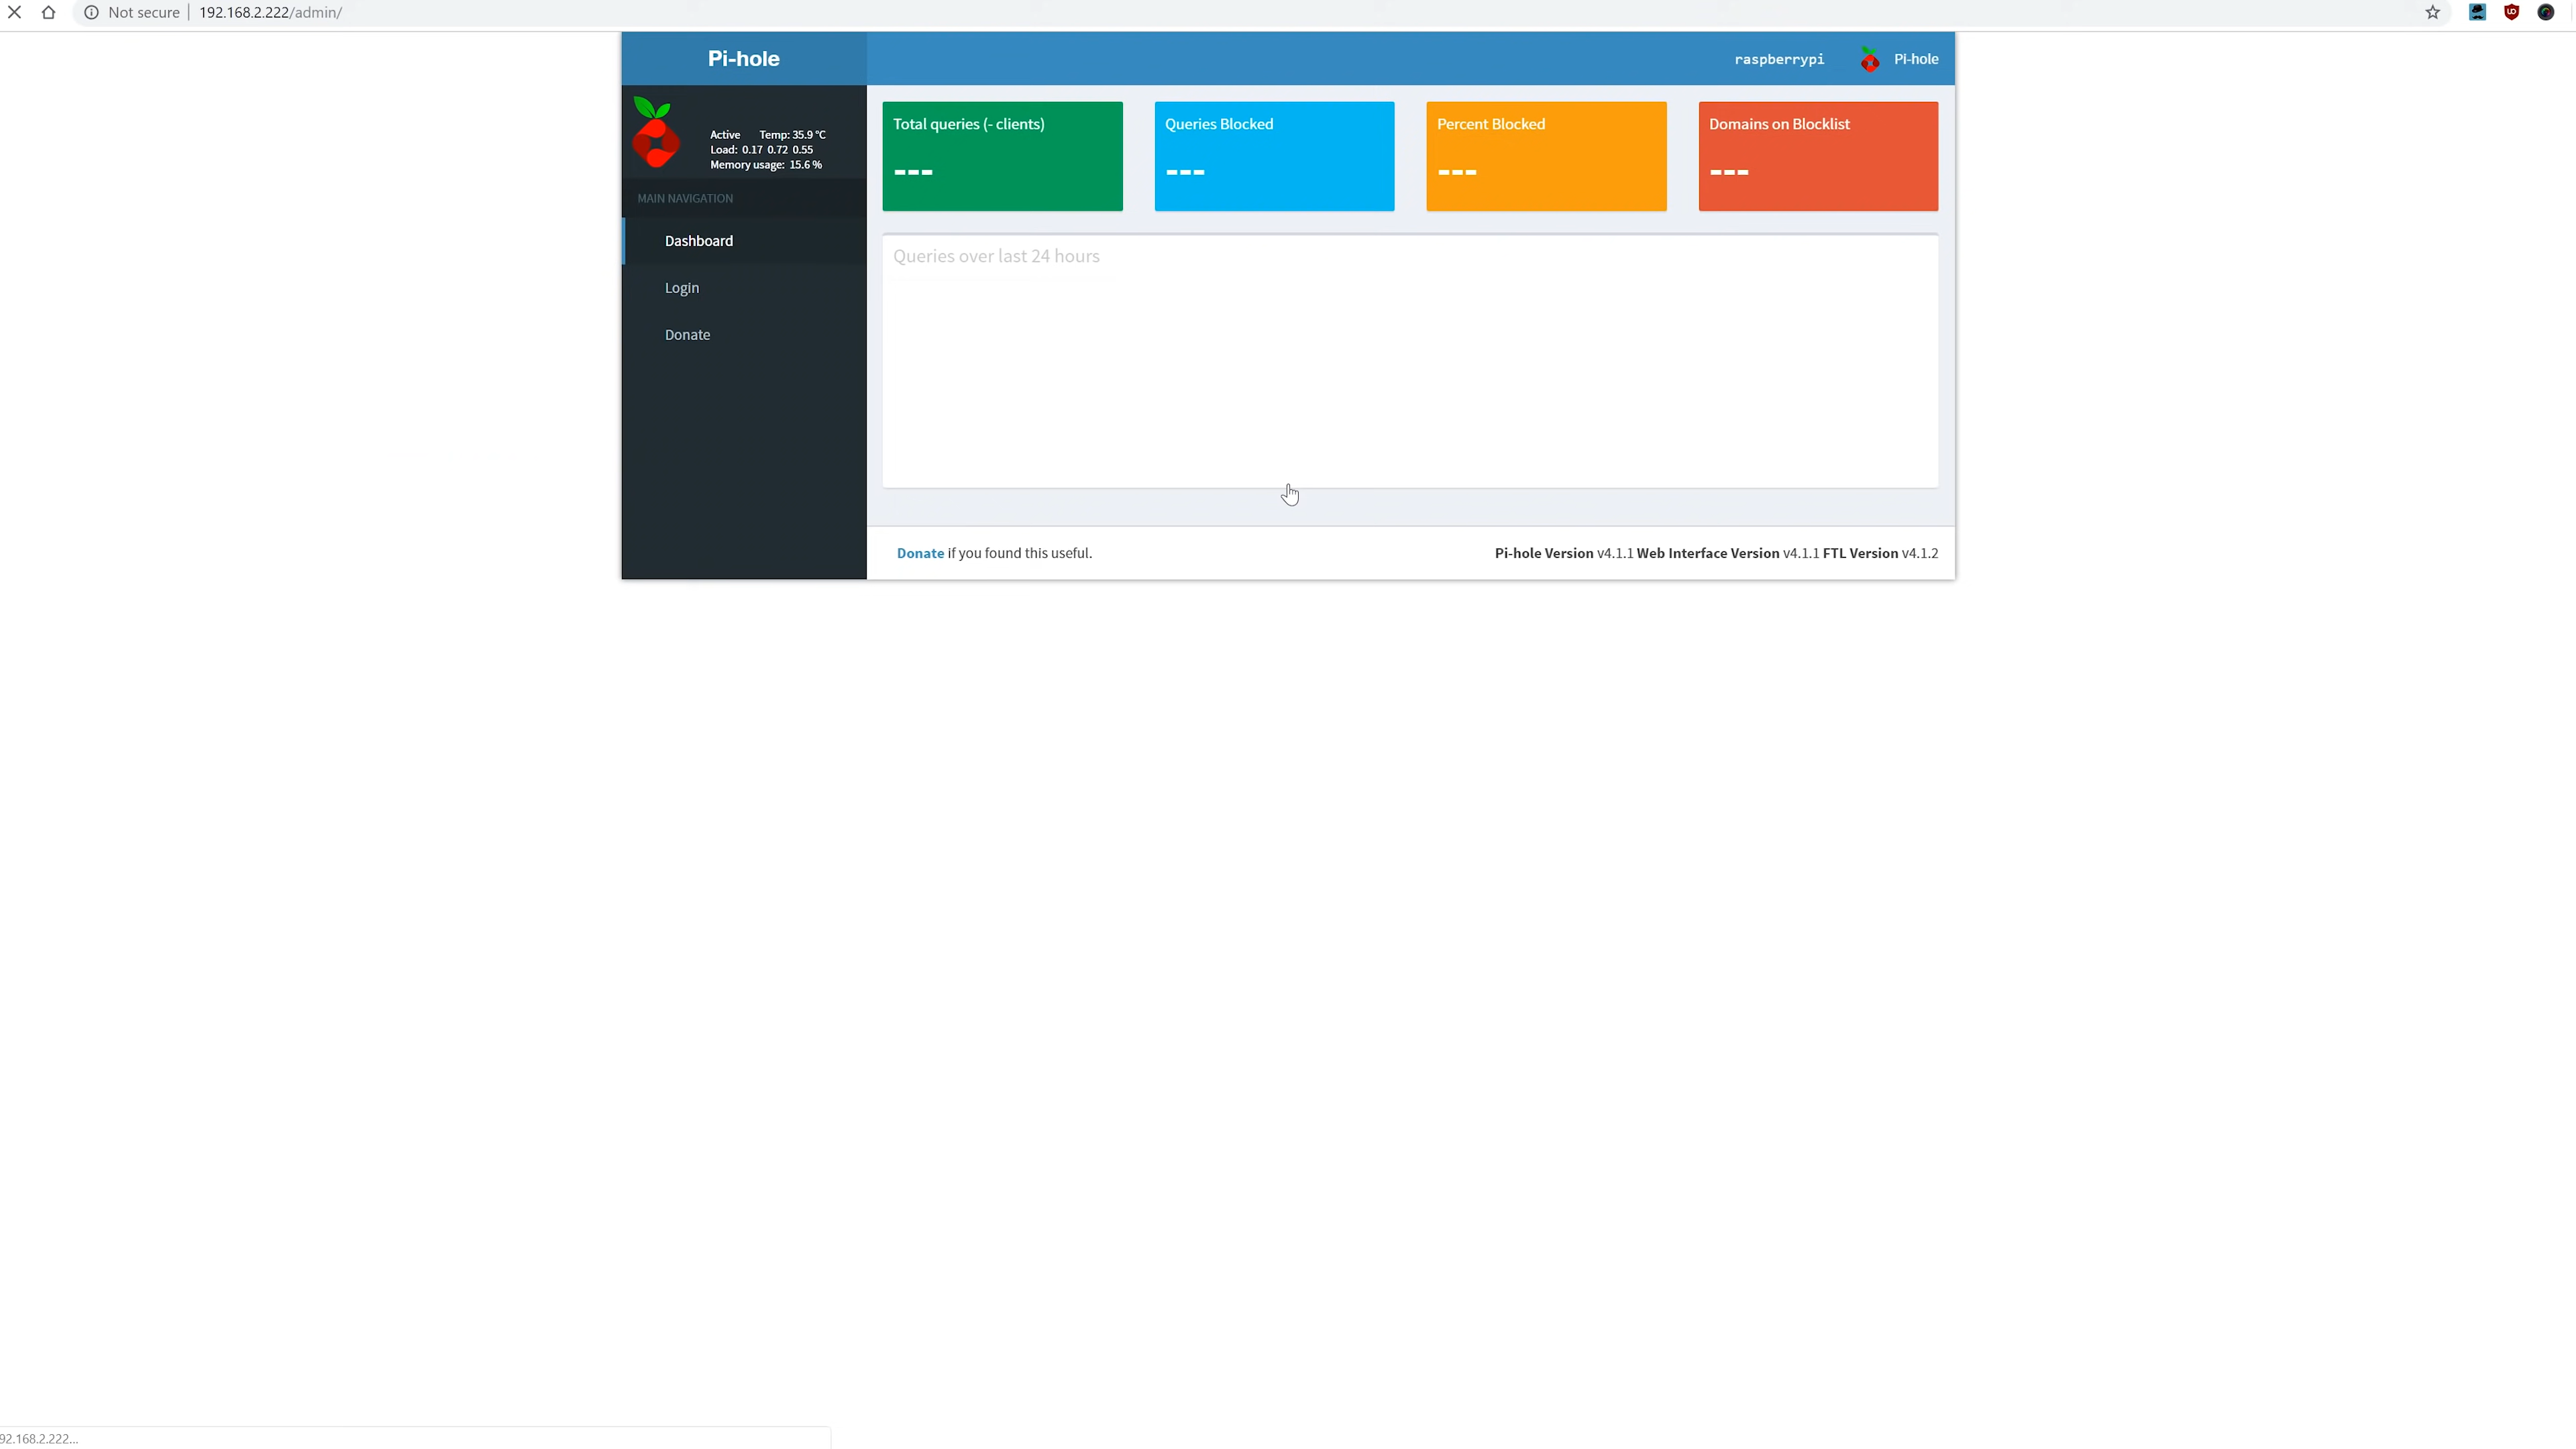 Not secure | 192.168.2.222/admin/
Pi-hole
raspberrypi
Pi-hole
Active Temp: 35.9 °C
Load: 0.17 0.72 0.55
Memory usage: 15.6 %
MAIN NAVIGATION
Dashboard
Login
Donate
Total queries (- clients)
---
Queries Blocked
---
Percent Blocked
---
Domains on Blocklist
---
Queries over last 24 hours
Donate if you found this useful.
Pi-hole Version v4.1.1 Web Interface Version v4.1.1 FTL Version v4.1.2
92.168.2.222...